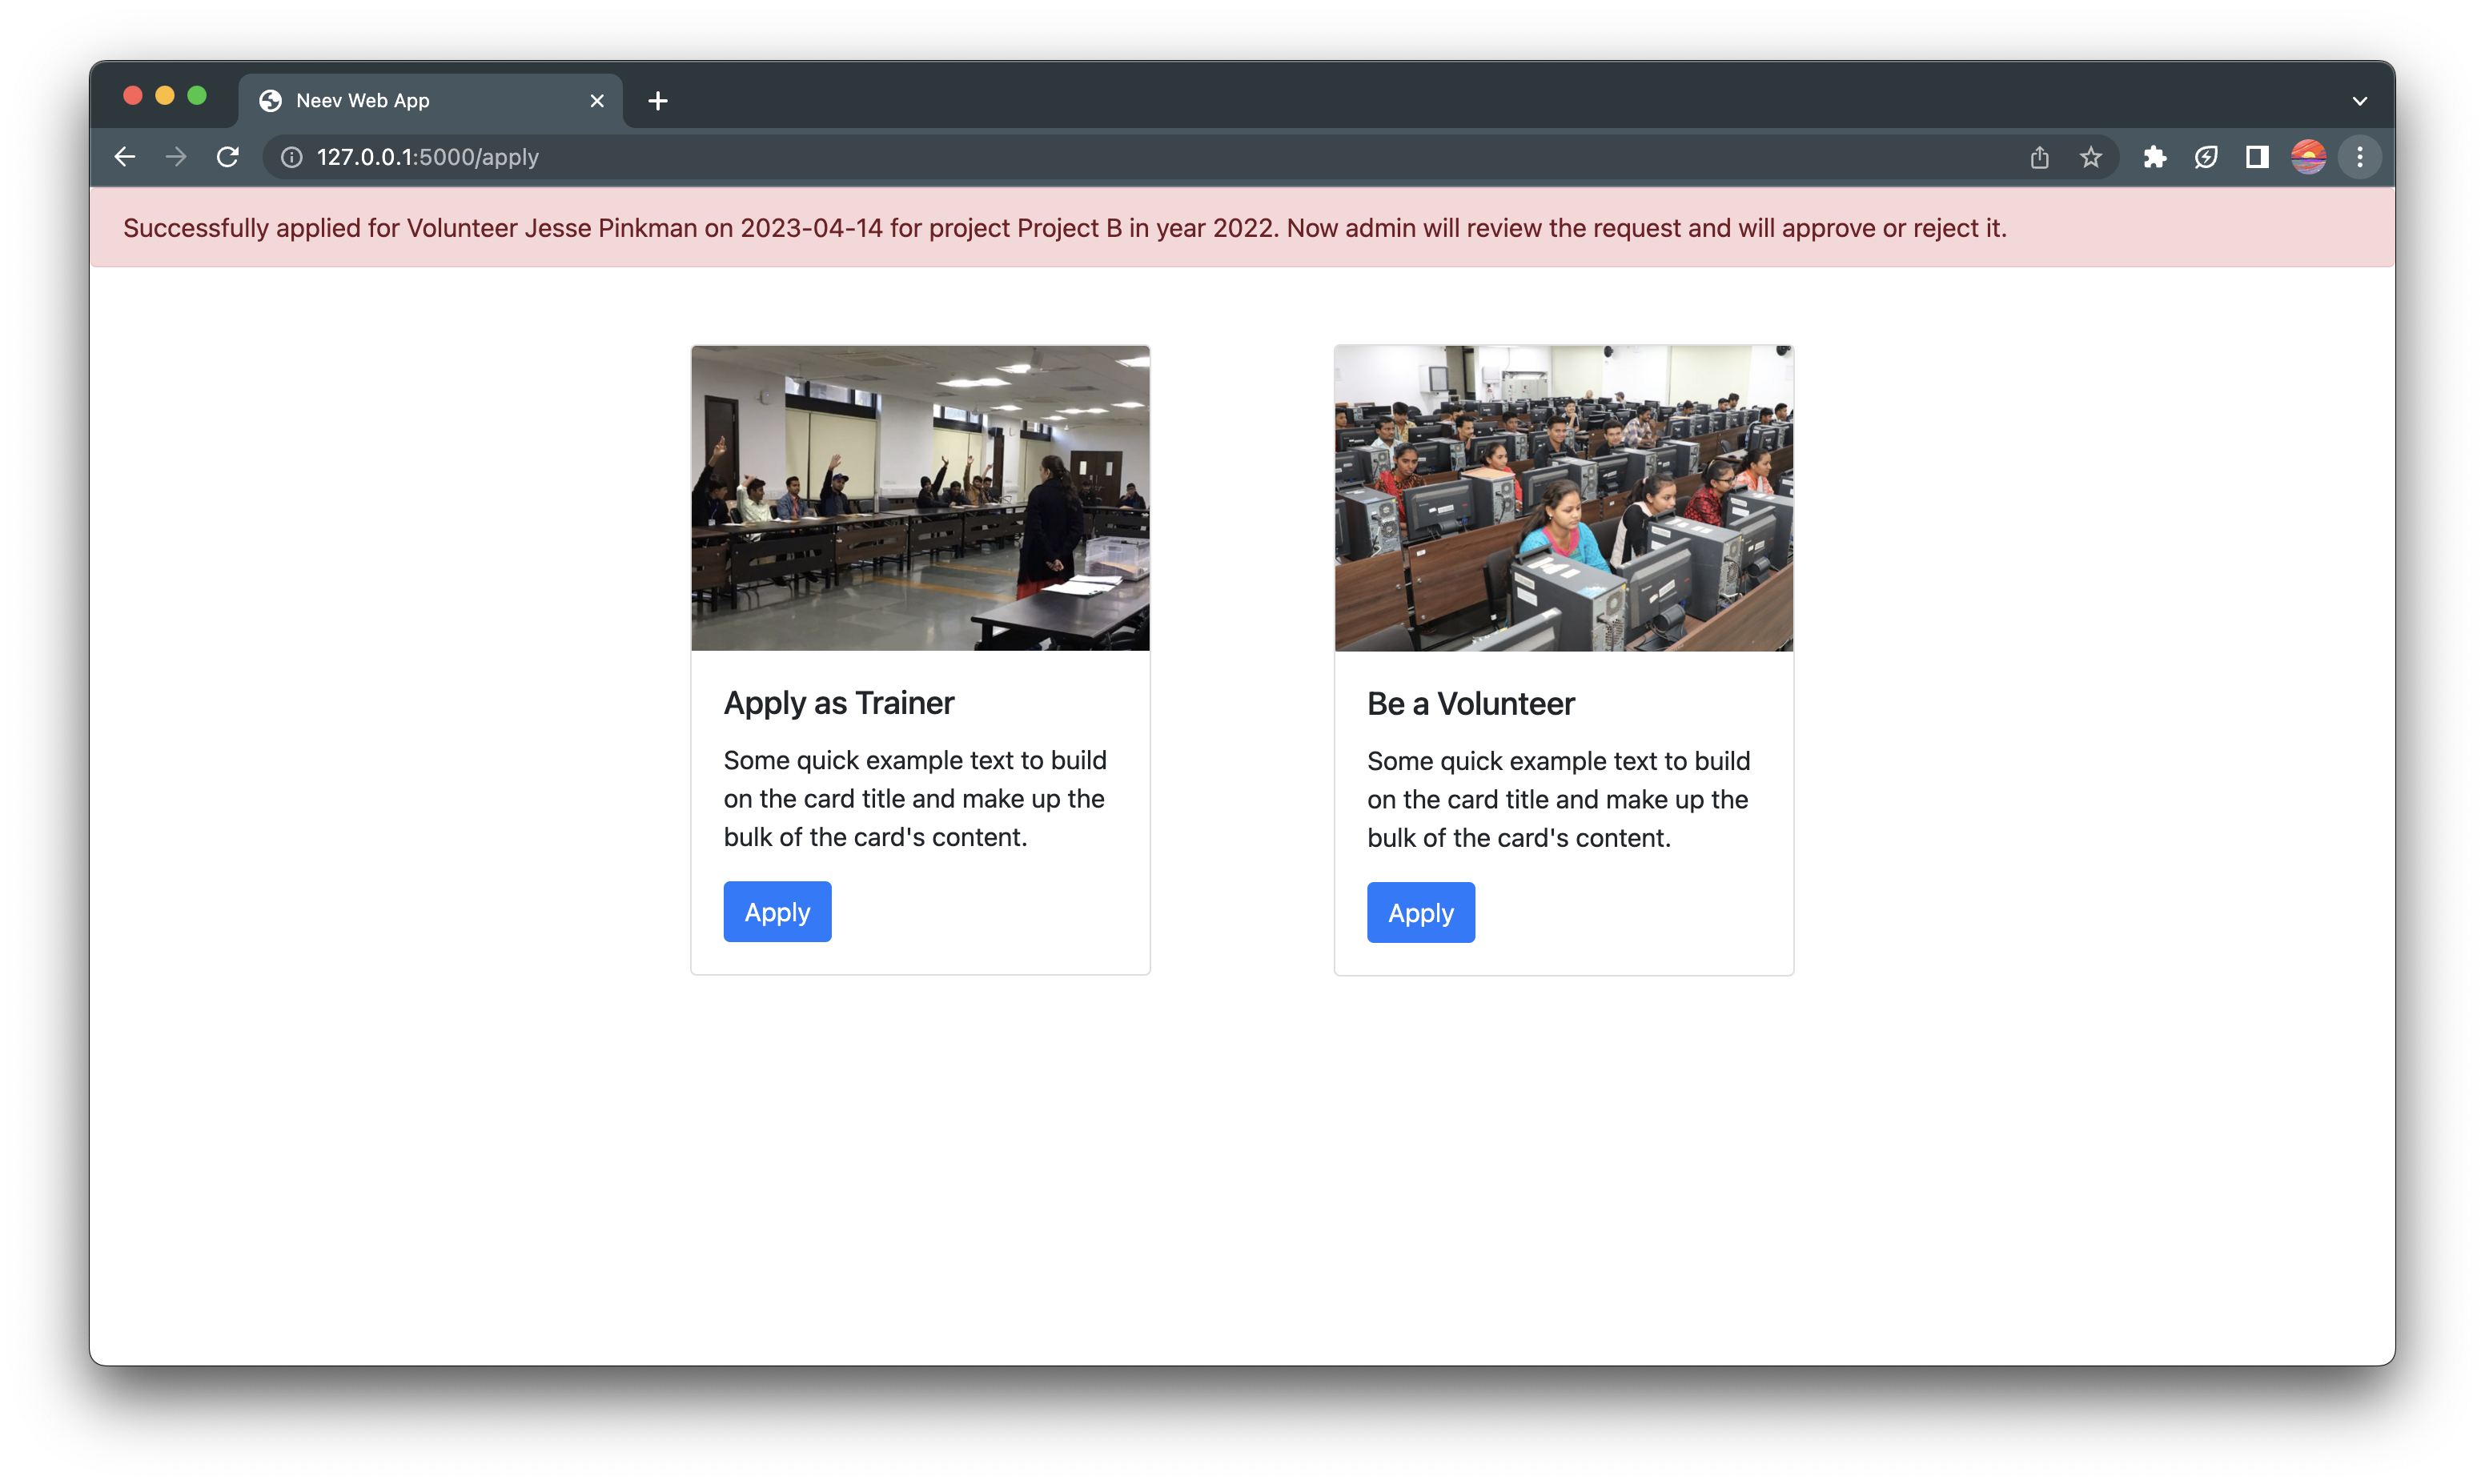 Neev Web App
127.0.0.1:5000/apply
Successfully applied for Volunteer Jesse Pinkman on 2023-04-14 for project Project B in year 2022. Now admin will review the request and will approve or reject it.
Apply as Trainer
Some quick example text to build
on the card title and make up the
bulk of the card's content.
Apply
Be a Volunteer
Some quick example text to build
on the card title and make up the
bulk of the card's content.
Apply